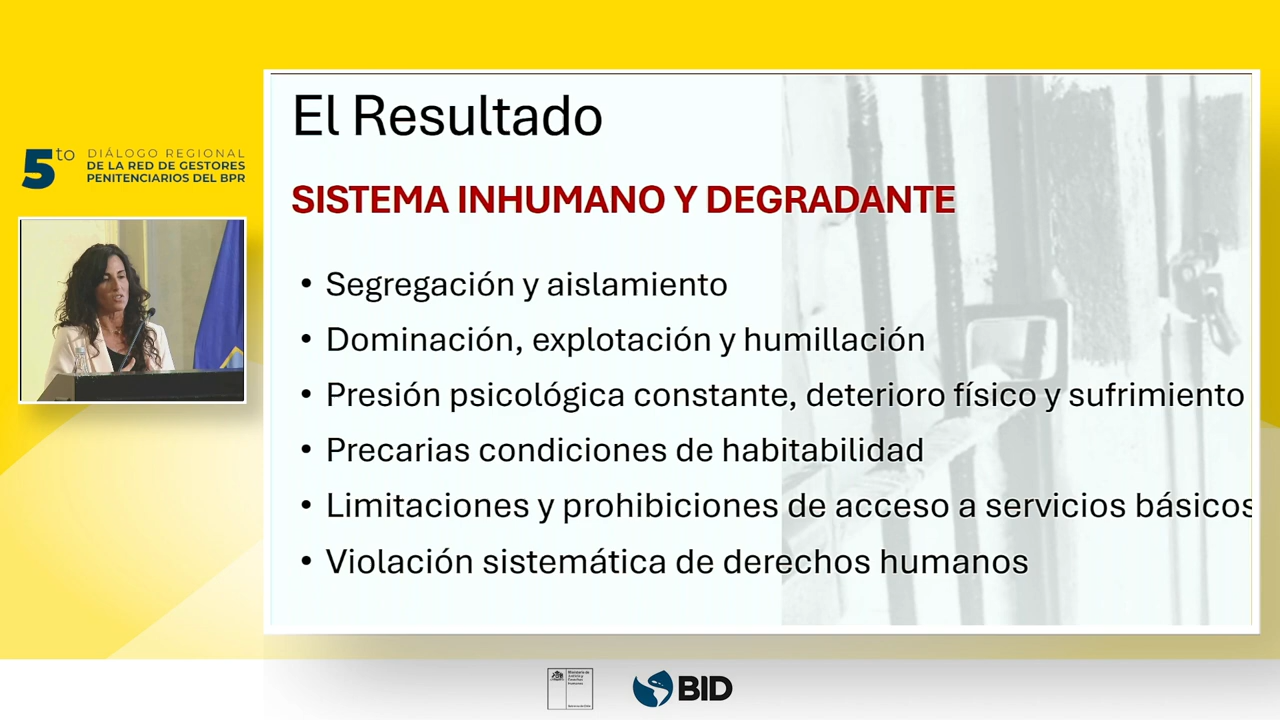 5to
DIÁLOGO REGIONAL
DE LA RED DE GESTORES
PENITENCIARIOS DEL BPR
El Resultado
SISTEMA INHUMANO Y DEGRADANTE
• Segregación y aislamiento
• Dominación, explotación y humillación
• Presión psicológica constante, deterioro físico y sufrimiento
• Precarias condiciones de habitabilidad
• Limitaciones y prohibiciones de acceso a servicios básicos
• Violación sistemática de derechos humanos
BID